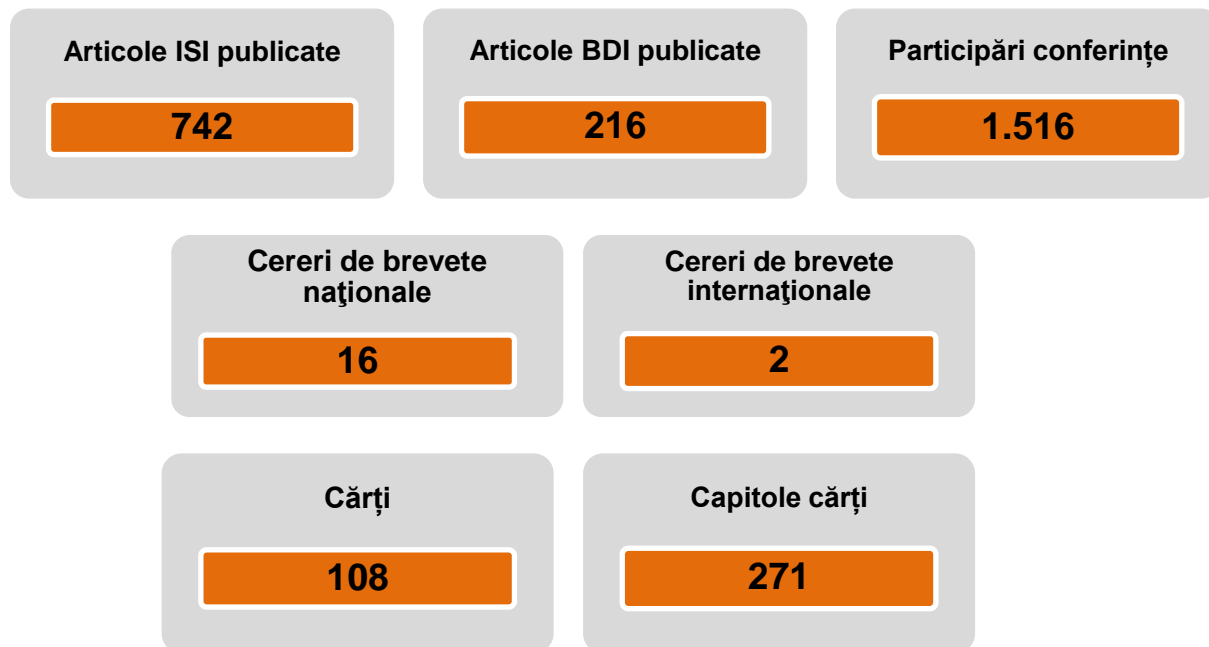 Articole ISI publicate
742
Articole BDI publicate
216
Participări conferințe
1.516
Cereri de brevete
naţionale
16
Cereri de brevete
internaţionale
2
Cărți
108
Capitole cărți
271